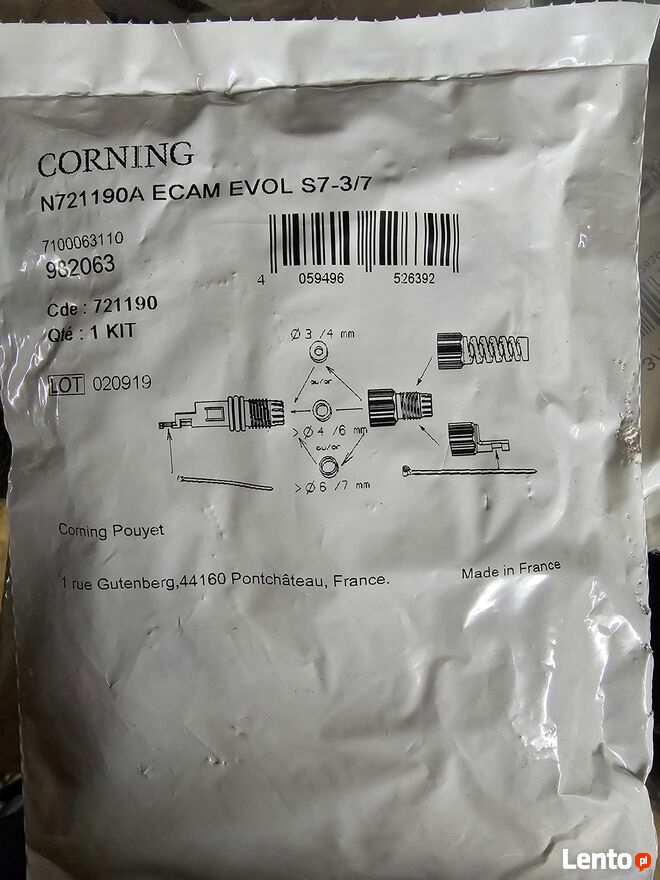 CORNING
N721190A ECAM EVOL S7-3/7
7100063110
982063
4 059496 526392
Cde : 721190
Qté : 1 KIT
LOT 020919
Ø 3 /4 mm
ou/or
>Ø 4 /6 mm
ou/or
>Ø 6 /7 mm
Corning Pouyet
1 rue Gutenberg,44160 Pontchâteau, France.
Made in France
Lento.pl